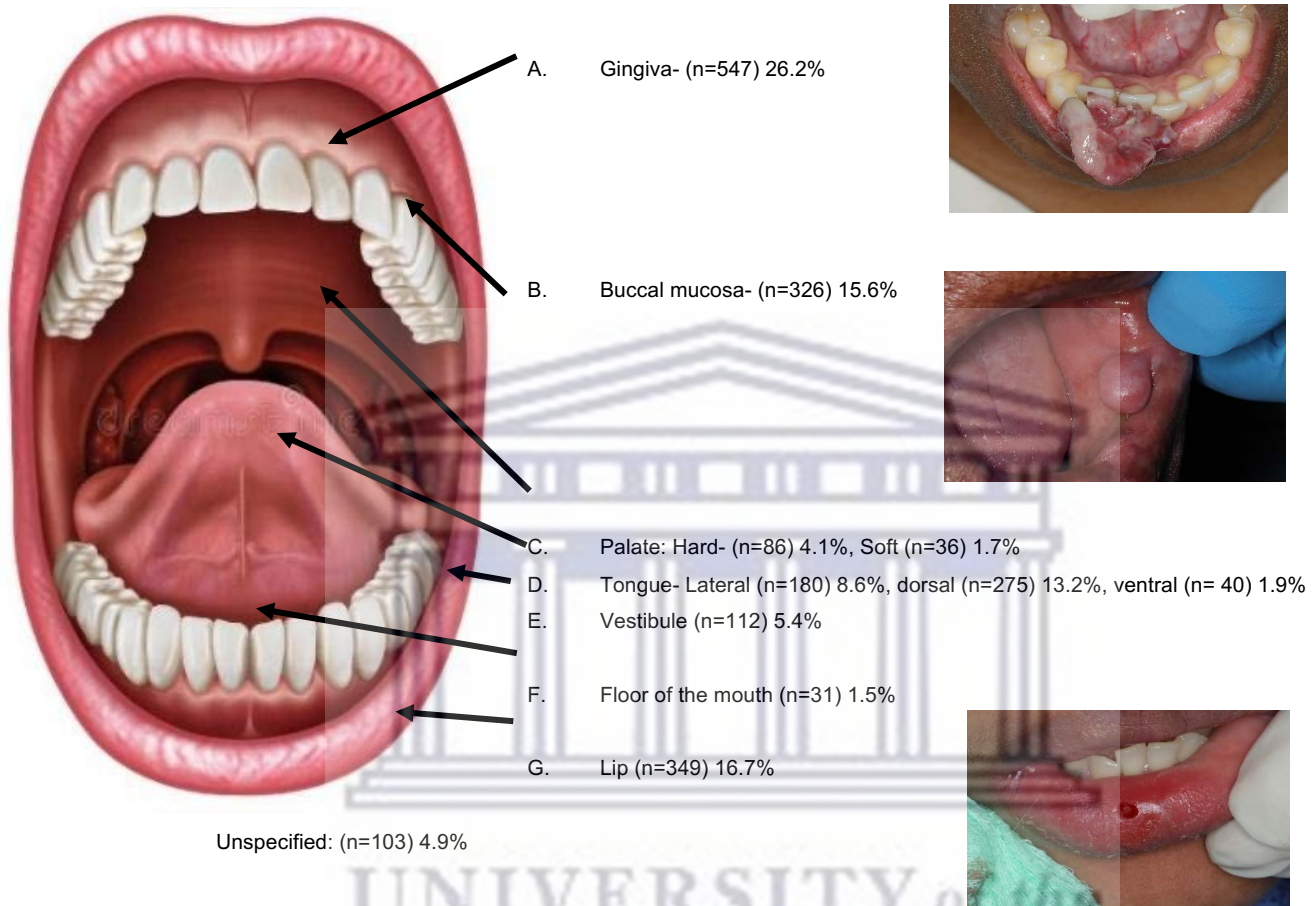 A. Gingiva- (n=547) 26.2%
B. Buccal mucosa- (n=326) 15.6%
dreamstime
C. Palate: Hard- (n=86) 4.1%, Soft (n=36) 1.7%
D. Tongue- Lateral (n=180) 8.6%, dorsal (n=275) 13.2%, ventral (n= 40) 1.9%
E. Vestibule (n=112) 5.4%
F. Floor of the mouth (n=31) 1.5%
G. Lip (n=349) 16.7%
Unspecified: (n=103) 4.9%
UNIVERSITY of